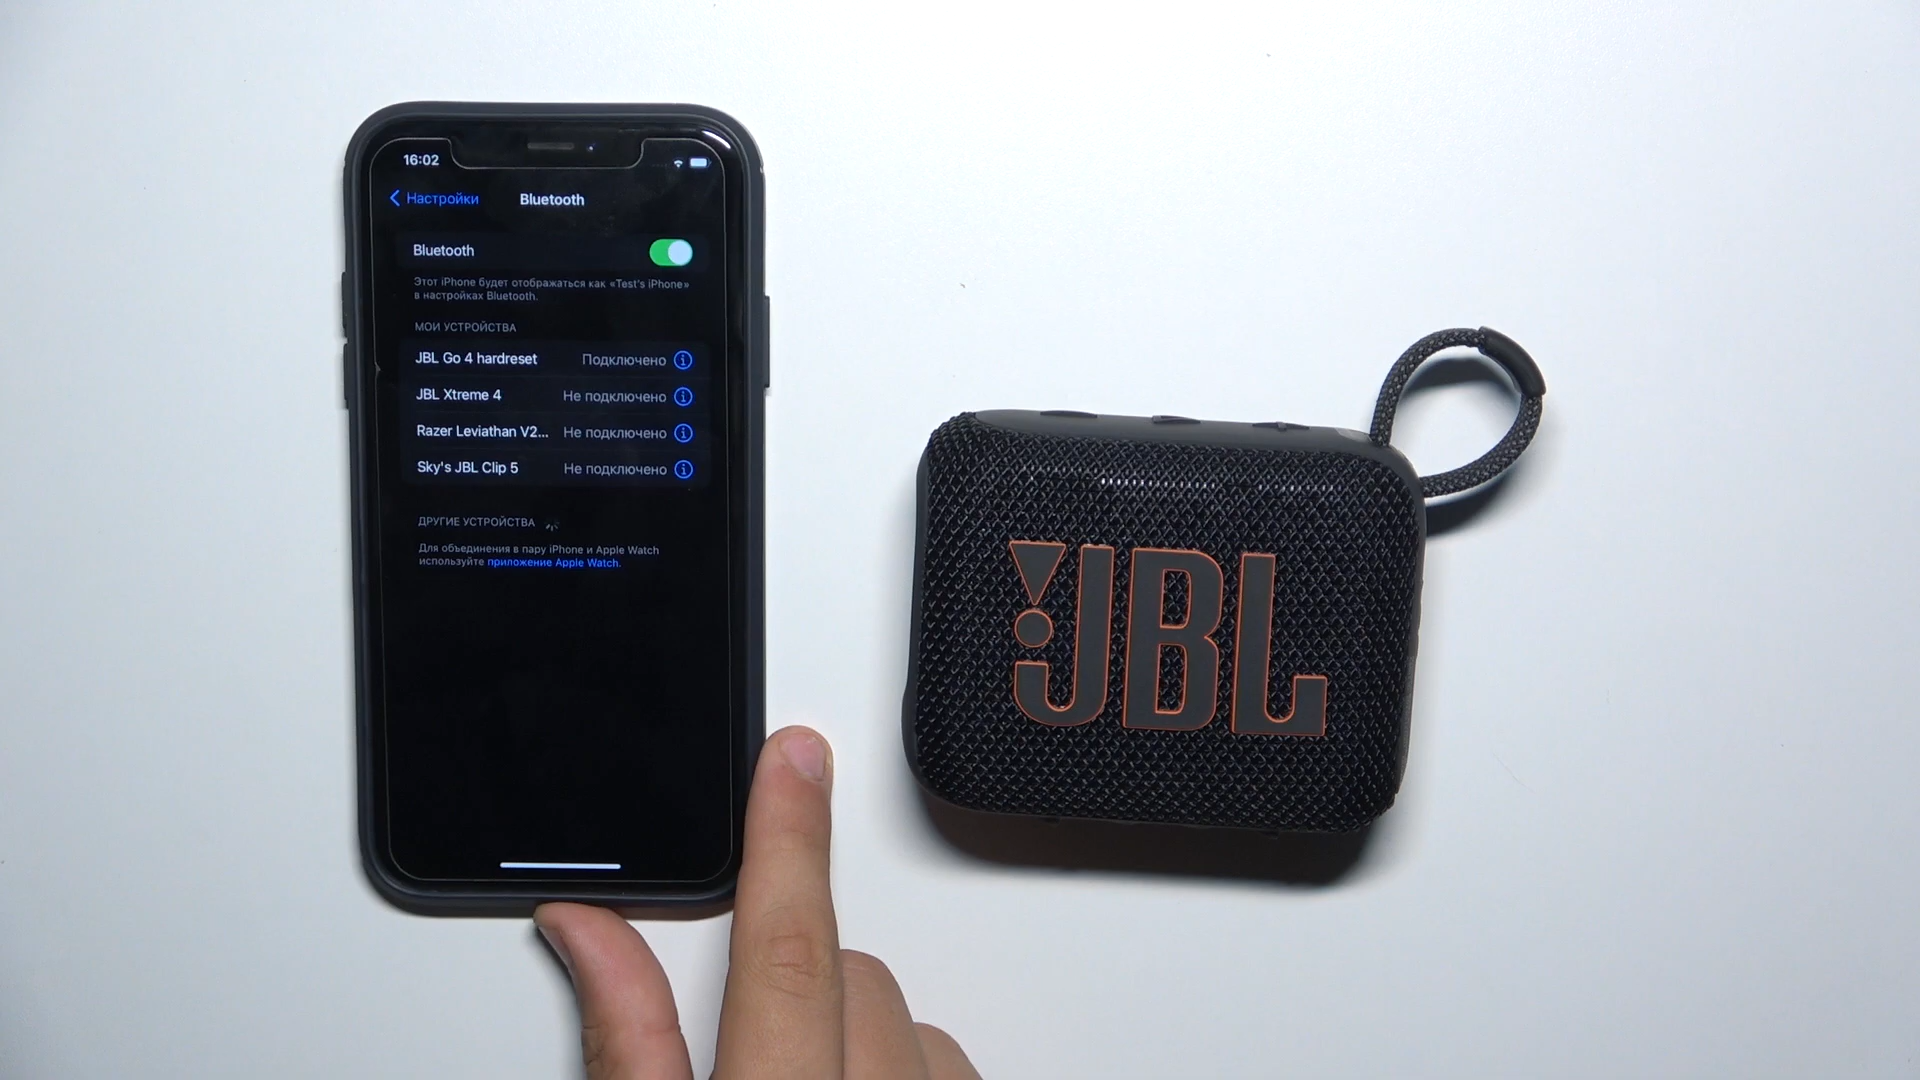 16:02
Настройки
Bluetooth
Bluetooth
Этот iPhone будет отображаться как «Test's iPhone»
в настройках Bluetooth.
МОИ УСТРОЙСТВА
JBL Go 4 hardreset Подключено
JBL Xtreme 4 Не подключено
Razer Leviathan V2... Не подключено
Sky's JBL Clip 5 Не подключено
ДРУГИЕ УСТРОЙСТВА
Для объединения в пару iPhone и Apple Watch
используйте приложение Apple Watch.
JBL